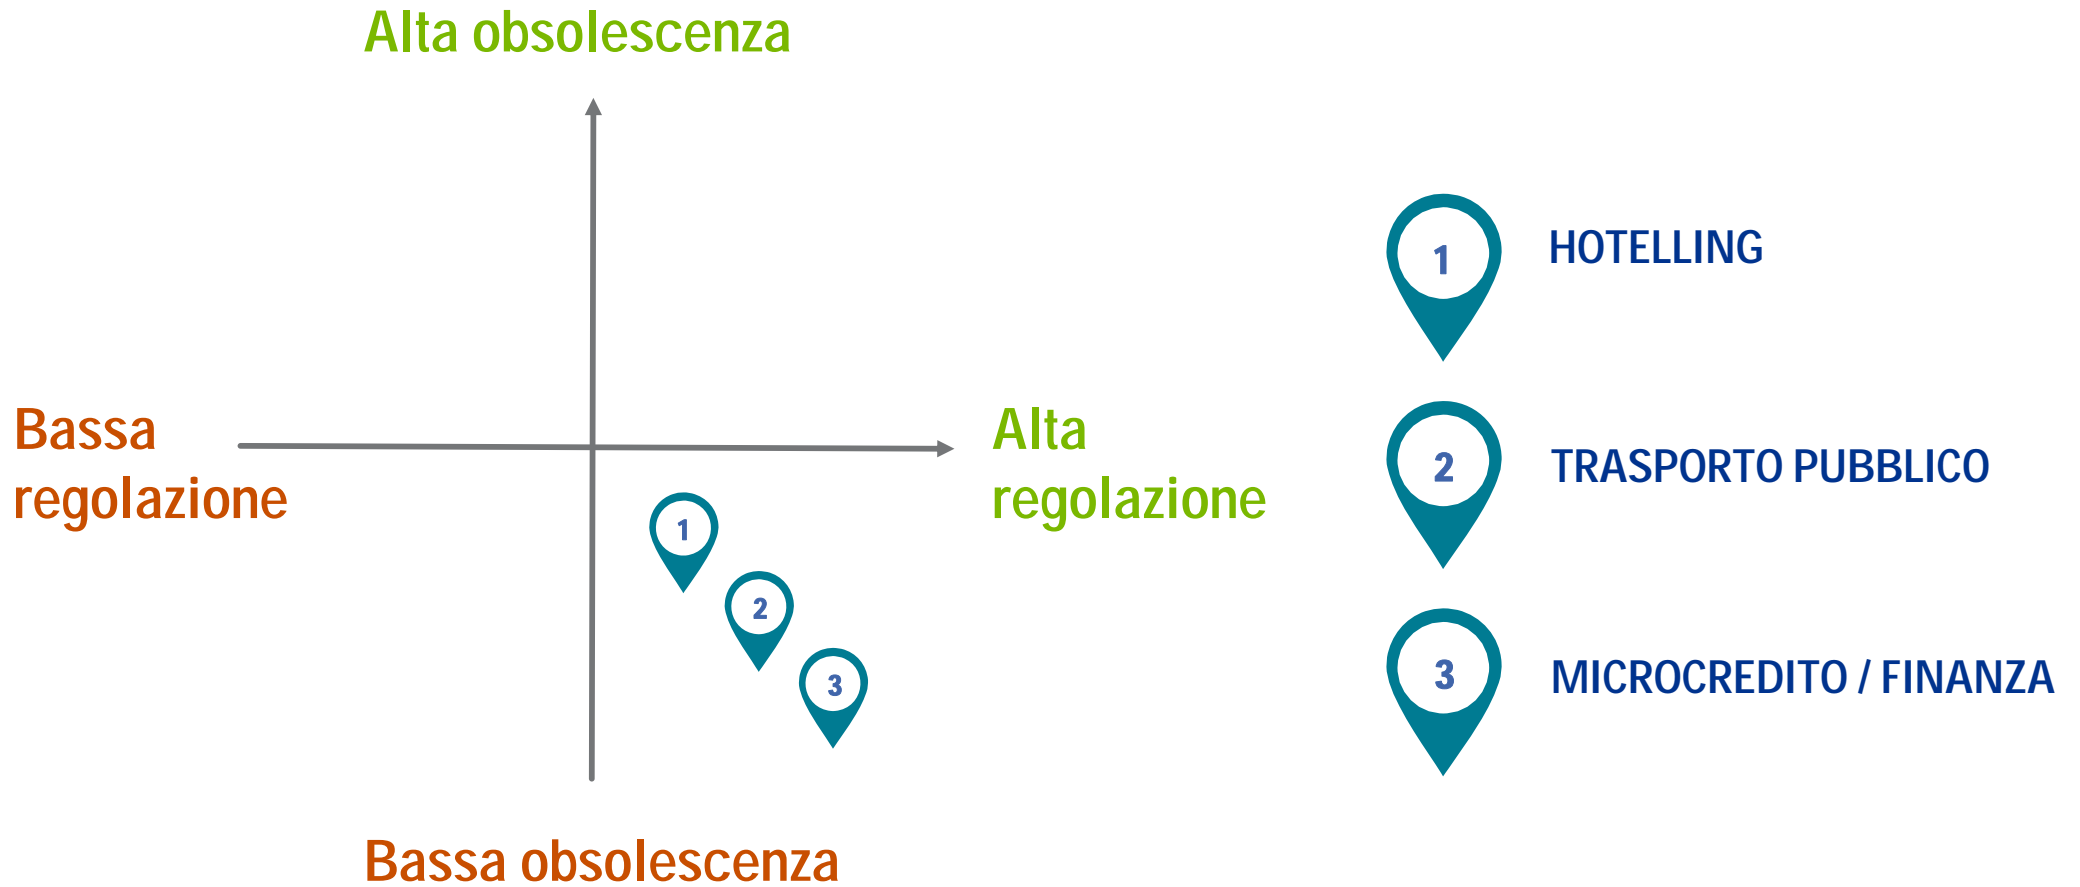 Alta obsolescenza
Bassa
regolazione
Alta
regolazione
1
2
3
Bassa obsolescenza
1
HOTELLING
2
TRASPORTO PUBBLICO
3
MICROCREDITO / FINANZA